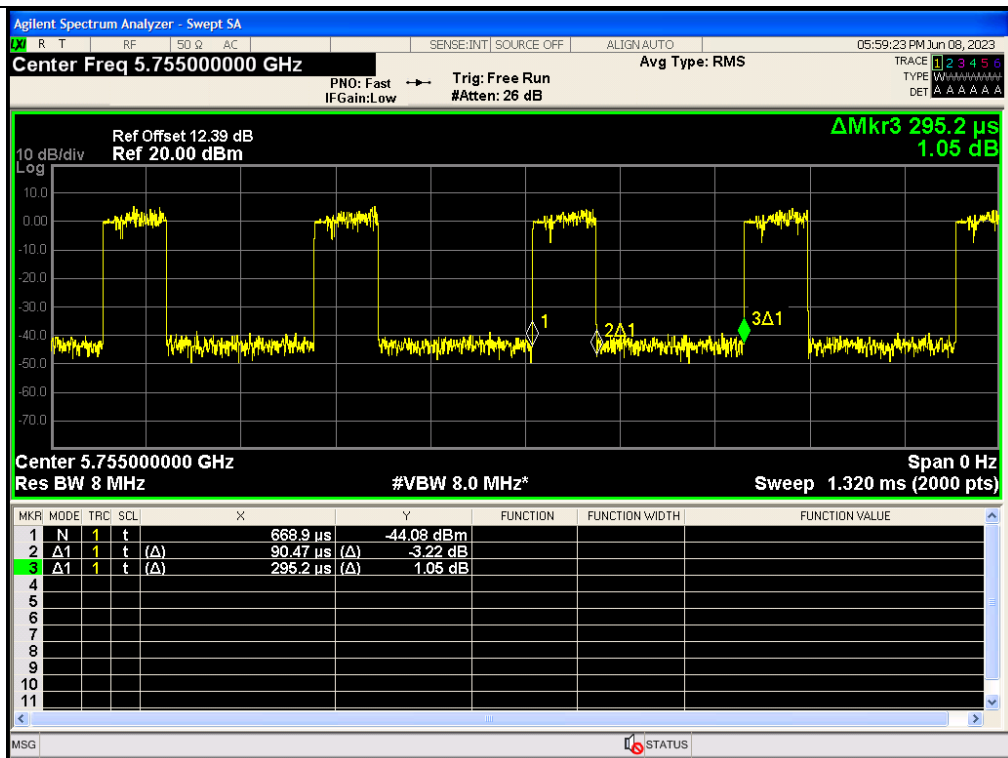 Agilent Spectrum Analyzer - Swept SA
LXI R T RF 50 Ω AC SENSE:INT SOURCE OFF ALIGN AUTO 05:59:23 PM Jun 08, 2023
Center Freq 5.755000000 GHz
PNO: Fast
IFGain:Low
Trig: Free Run
#Atten: 26 dB
Avg Type: RMS
TRACE 1 2 3 4 5 6
TYPE
DET A A A A A A
10 dB/div
Log
Ref Offset 12.39 dB
Ref 20.00 dBm
ΔMkr3 295.2 µs
1.05 dB
10.0
0.00
-10.0
-20.0
-30.0
-40.0
-50.0
-60.0
-70.0
1
2Δ1
3Δ1
Center 5.755000000 GHz Span 0 Hz
Res BW 8 MHz #VBW 8.0 MHz* Sweep 1.320 ms (2000 pts)
MKR MODE TRC SCL X Y FUNCTION FUNCTION WIDTH FUNCTION VALUE
1 N 1 t 668.9 µs -44.08 dBm
2 Δ1 1 t (Δ) 90.47 µs (Δ) -3.22 dB
3 Δ1 1 t (Δ) 295.2 µs (Δ) 1.05 dB
4
5
6
7
8
9
10
11
MSG STATUS